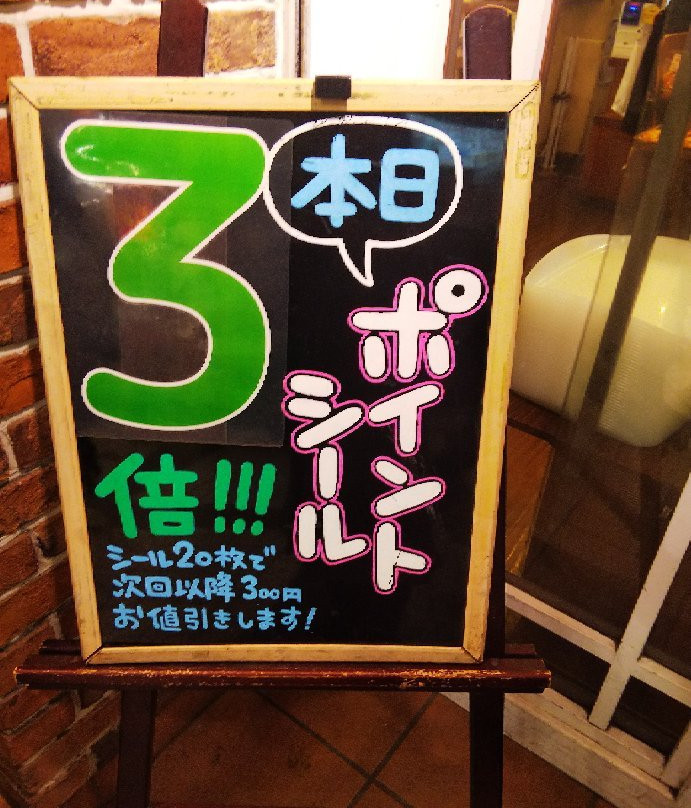 本日
ポイント
シール
3
倍!!!
シール20枚で
次回以降300円
お値引きします!